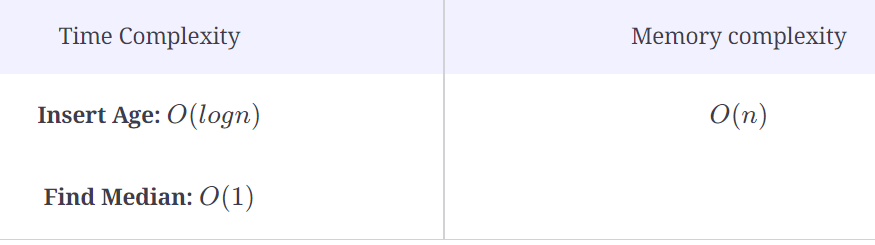 Time Complexity
Memory complexity
Insert Age: O(logn)
O(n)
Find Median: O(1)